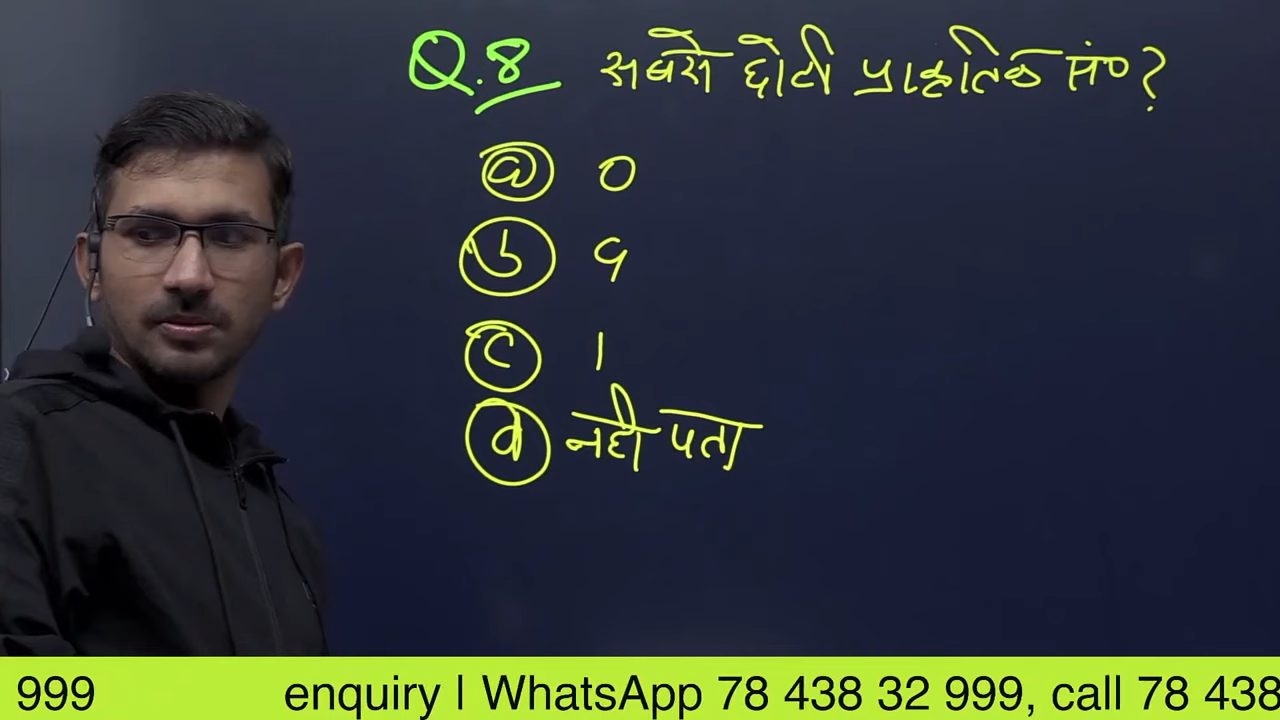 Q.8 सबसे छोटी प्राकृतिक सं० ?
a 0
b 9
c 1
d नही पता
999 enquiry | WhatsApp 78 438 32 999, call 78 438